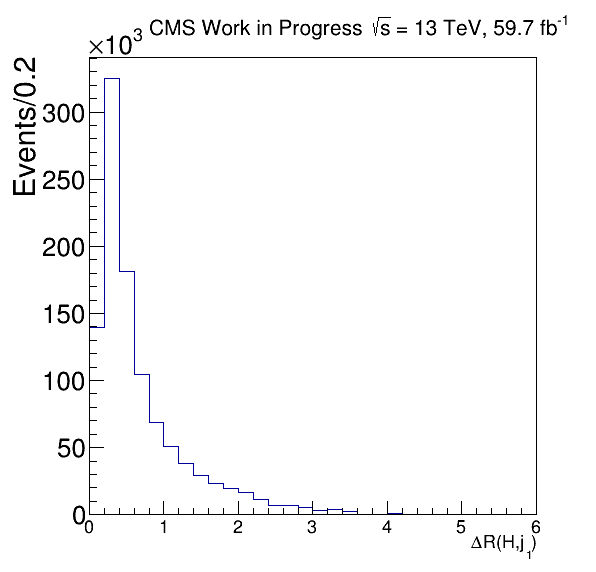 ×10³ CMS Work in Progress √s = 13 TeV, 59.7 fb⁻¹
Events/0.2
300
250
200
150
100
50
0
0 1 2 3 4 5 6
ΔR(H,j₁)